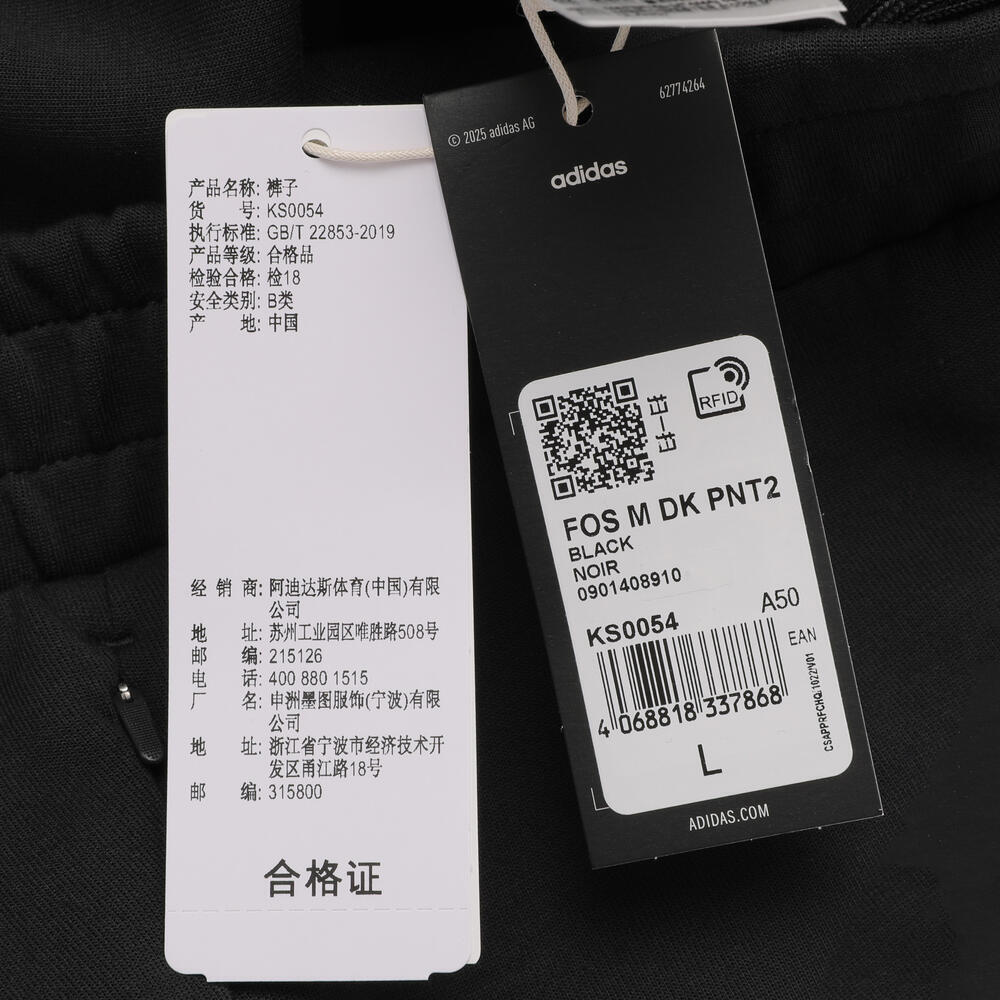 产品名称: 裤子
货 号: KS0054
执行标准: GB/T 22853-2019
产品等级: 合格品
检验合格: 检18
安全类别: B类
产 地: 中国
经 销 商: 阿迪达斯体育(中国)有限
公司
地 址: 苏州工业园区唯胜路508号
邮 编: 215126
电 话: 400 880 1515
厂 名: 申洲墨图服饰(宁波)有限
公司
地 址: 浙江省宁波市经济技术开
发区甬江路18号
邮 编: 315800
合格证
© 2025 adidas AG
62774264
adidas
扫一扫
RFID
FOS M DK PNT2
BLACK
NOIR
0901408910
KS0054
A50
EAN
4 068818 337868
CSAPPRFCHQ.1022/V01
L
ADIDAS.COM